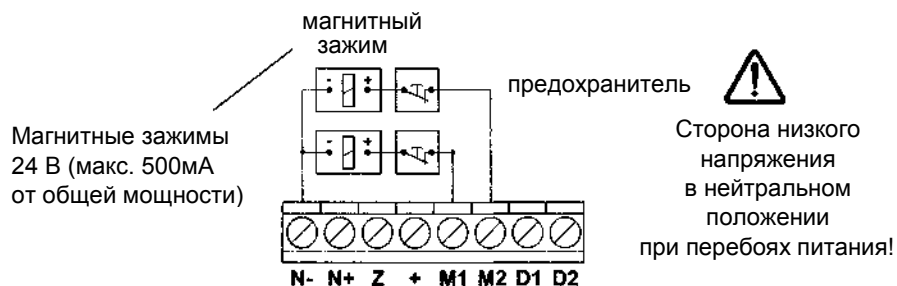 магнитный
зажим
- +
предохранитель
- +
Магнитные зажимы
24 В (макс. 500мА
от общей мощности)
Сторона низкого
напряжения
в нейтральном
положении
при перебоях питания!
N- N+ Z + M1 M2 D1 D2